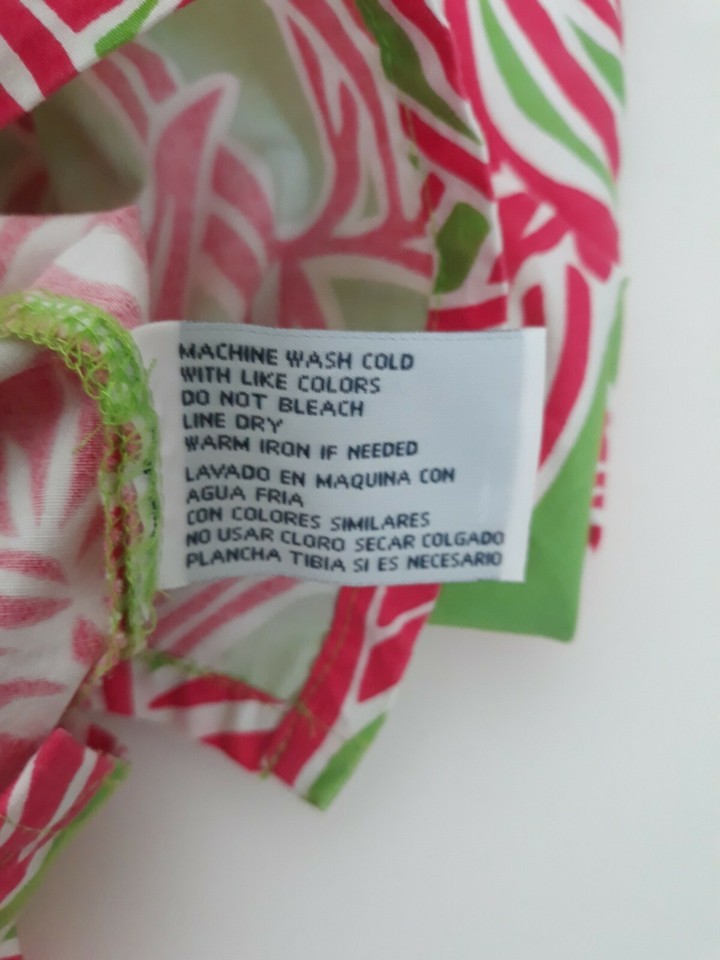 MACHINE WASH COLD
WITH LIKE COLORS
DO NOT BLEACH
LINE DRY
WARM IRON IF NEEDED
LAVADO EN MAQUINA CON
AGUA FRIA
CON COLORES SIMILARES
NO USAR CLORO SECAR COLGADO
PLANCHA TIBIA SI ES NECESARIO